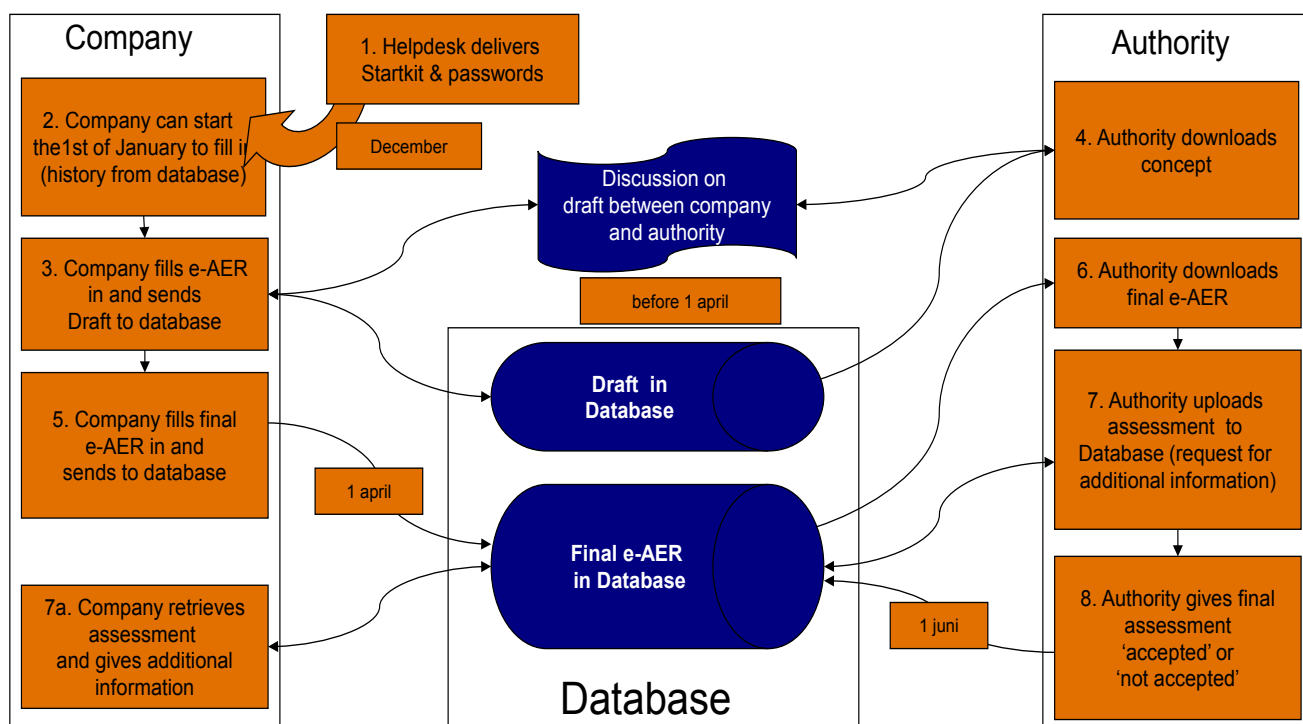 Company
1. Helpdesk delivers
Startkit & passwords
Authority
2. Company can start
the1st of January to fill in
(history from database)
December
Discussion on
draft between company
and authority
4. Authority downloads
concept
3. Company fills e-AER
in and sends
Draft to database
before 1 april
6. Authority downloads
final e-AER
Draft in
Database
5. Company fills final
e-AER in and
sends to database
7. Authority uploads
assessment to
Database (request for
additional information)
1 april
Final e-AER
in Database
7a. Company retrieves
assessment
and gives additional
information
1 juni
8. Authority gives final
assessment
‘accepted’ or
‘not accepted’
Database